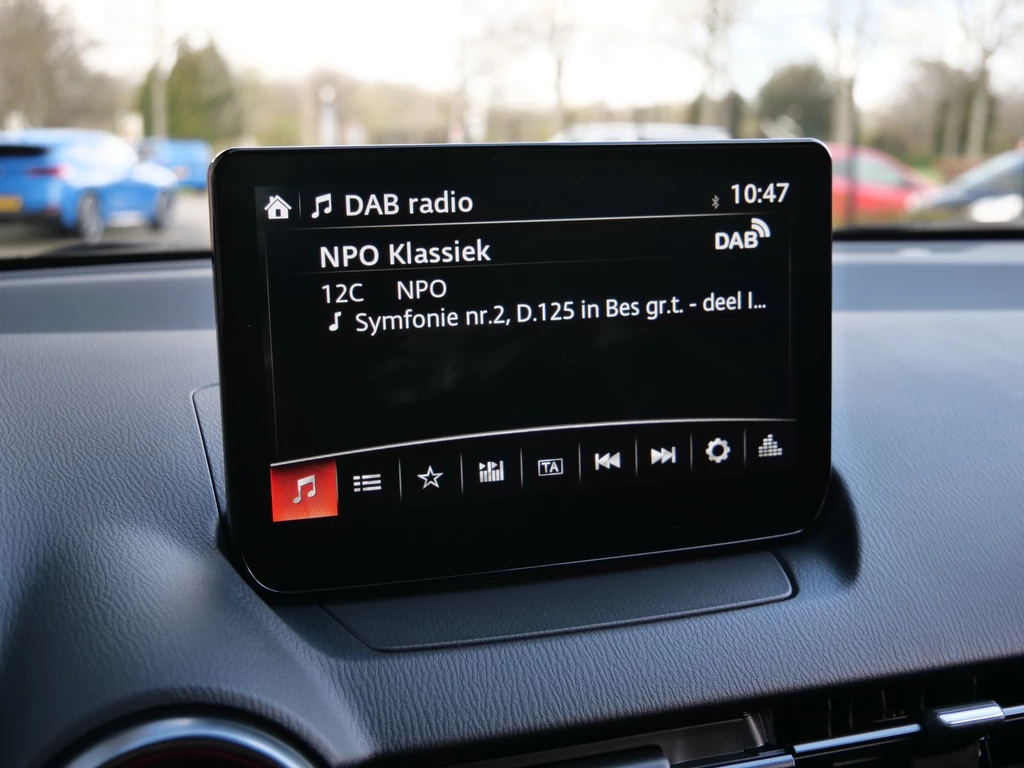 DAB radio 10:47
NPO Klassiek DAB
12C NPO
Symfonie nr.2, D.125 in Bes gr.t. - deel I...
TA